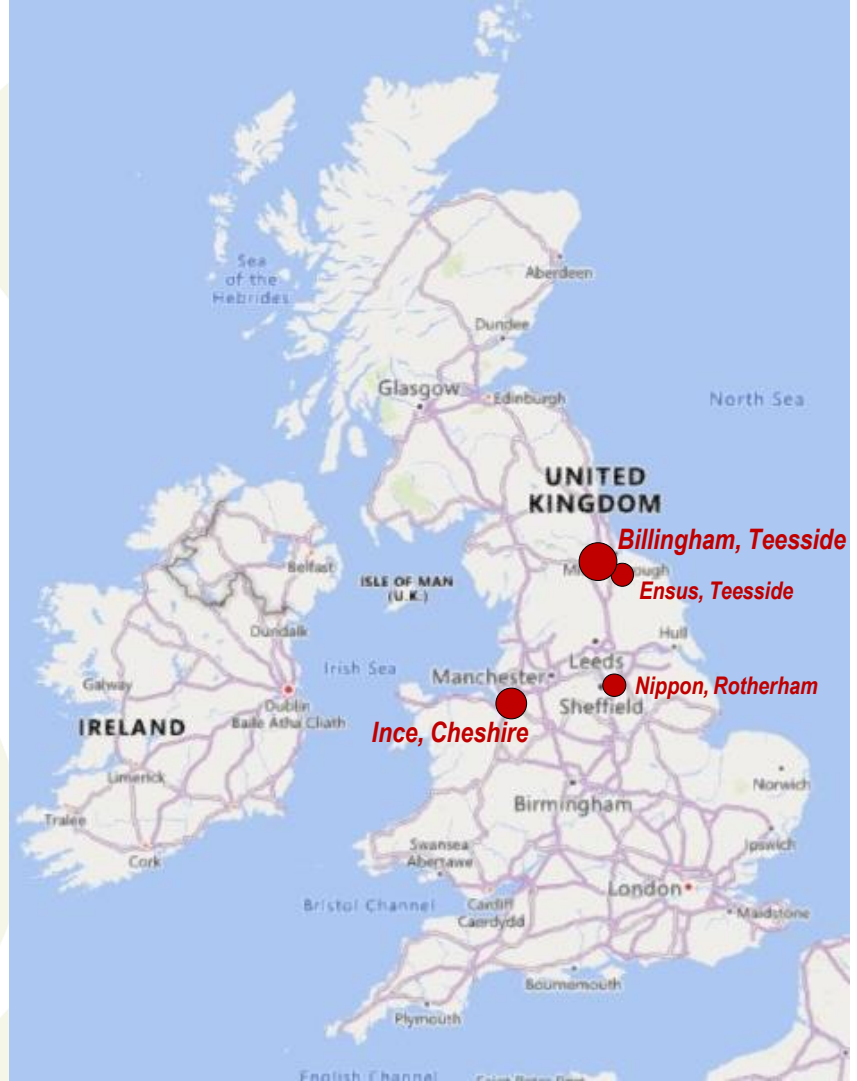 Sea
of the
Hebrides
Aberdeen
Dundee
Glasgow
Edinburgh
North Sea
UNITED
KINGDOM
Billingham, Teesside
Ensus, Teesside
Belfast
ISLE OF MAN
(U.K.)
Dundalk
Irish Sea
Hull
Leeds
Manchester
Nippon, Rotherham
Sheffield
Galway
Dublin
Baile Atha Cliath
IRELAND
Ince, Cheshire
Limerick
Norwich
Birmingham
Tralee
Cork
Swansea
Abertawe
Ipswich
London
Bristol Channel
Cardiff
Caerdydd
Maidstone
Bournemouth
Plymouth
English Channel